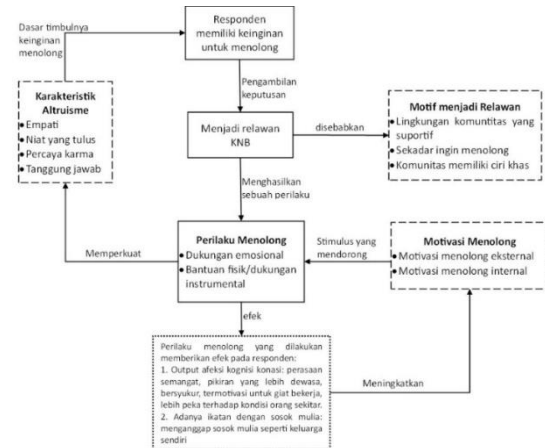 Dasar timbulnya
keinginan
menolong
Responden
memiliki keinginan
untuk menolong
Pengambilan
keputusan
Karakteristik
Altruisme
•Empati
•Niat yang tulus
•Percaya karma
•Tanggung jawab
Menjadi relawan
KNB
disebabkan
Motif menjadi Relawan
•Lingkungan komuntitas yang
suportif
•Sekadar ingin menolong
•Komunitas memiliki ciri khas
Menghasilkan
sebuah perilaku
Memperkuat
Perilaku Menolong
•Dukungan emosional
•Bantuan fisik/dukungan
instrumental
Stimulus yang
mendorong
Motivasi Menolong
•Motivasi menolong eksternal
•Motivasi menolong internal
efek
Perilaku menolong yang dilakukan
memberikan efek pada responden:
1. Output afeksi kognisi konasi: perasaan
semangat, pikiran yang lebih dewasa,
bersyukur, termotivasi untuk giat bekerja,
lebih peka terhadap kondisi orang sekitar.
2. Adanya ikatan dengan sosok mulia:
menganggap sosok mulia seperti keluarga
sendiri
Meningkatkan